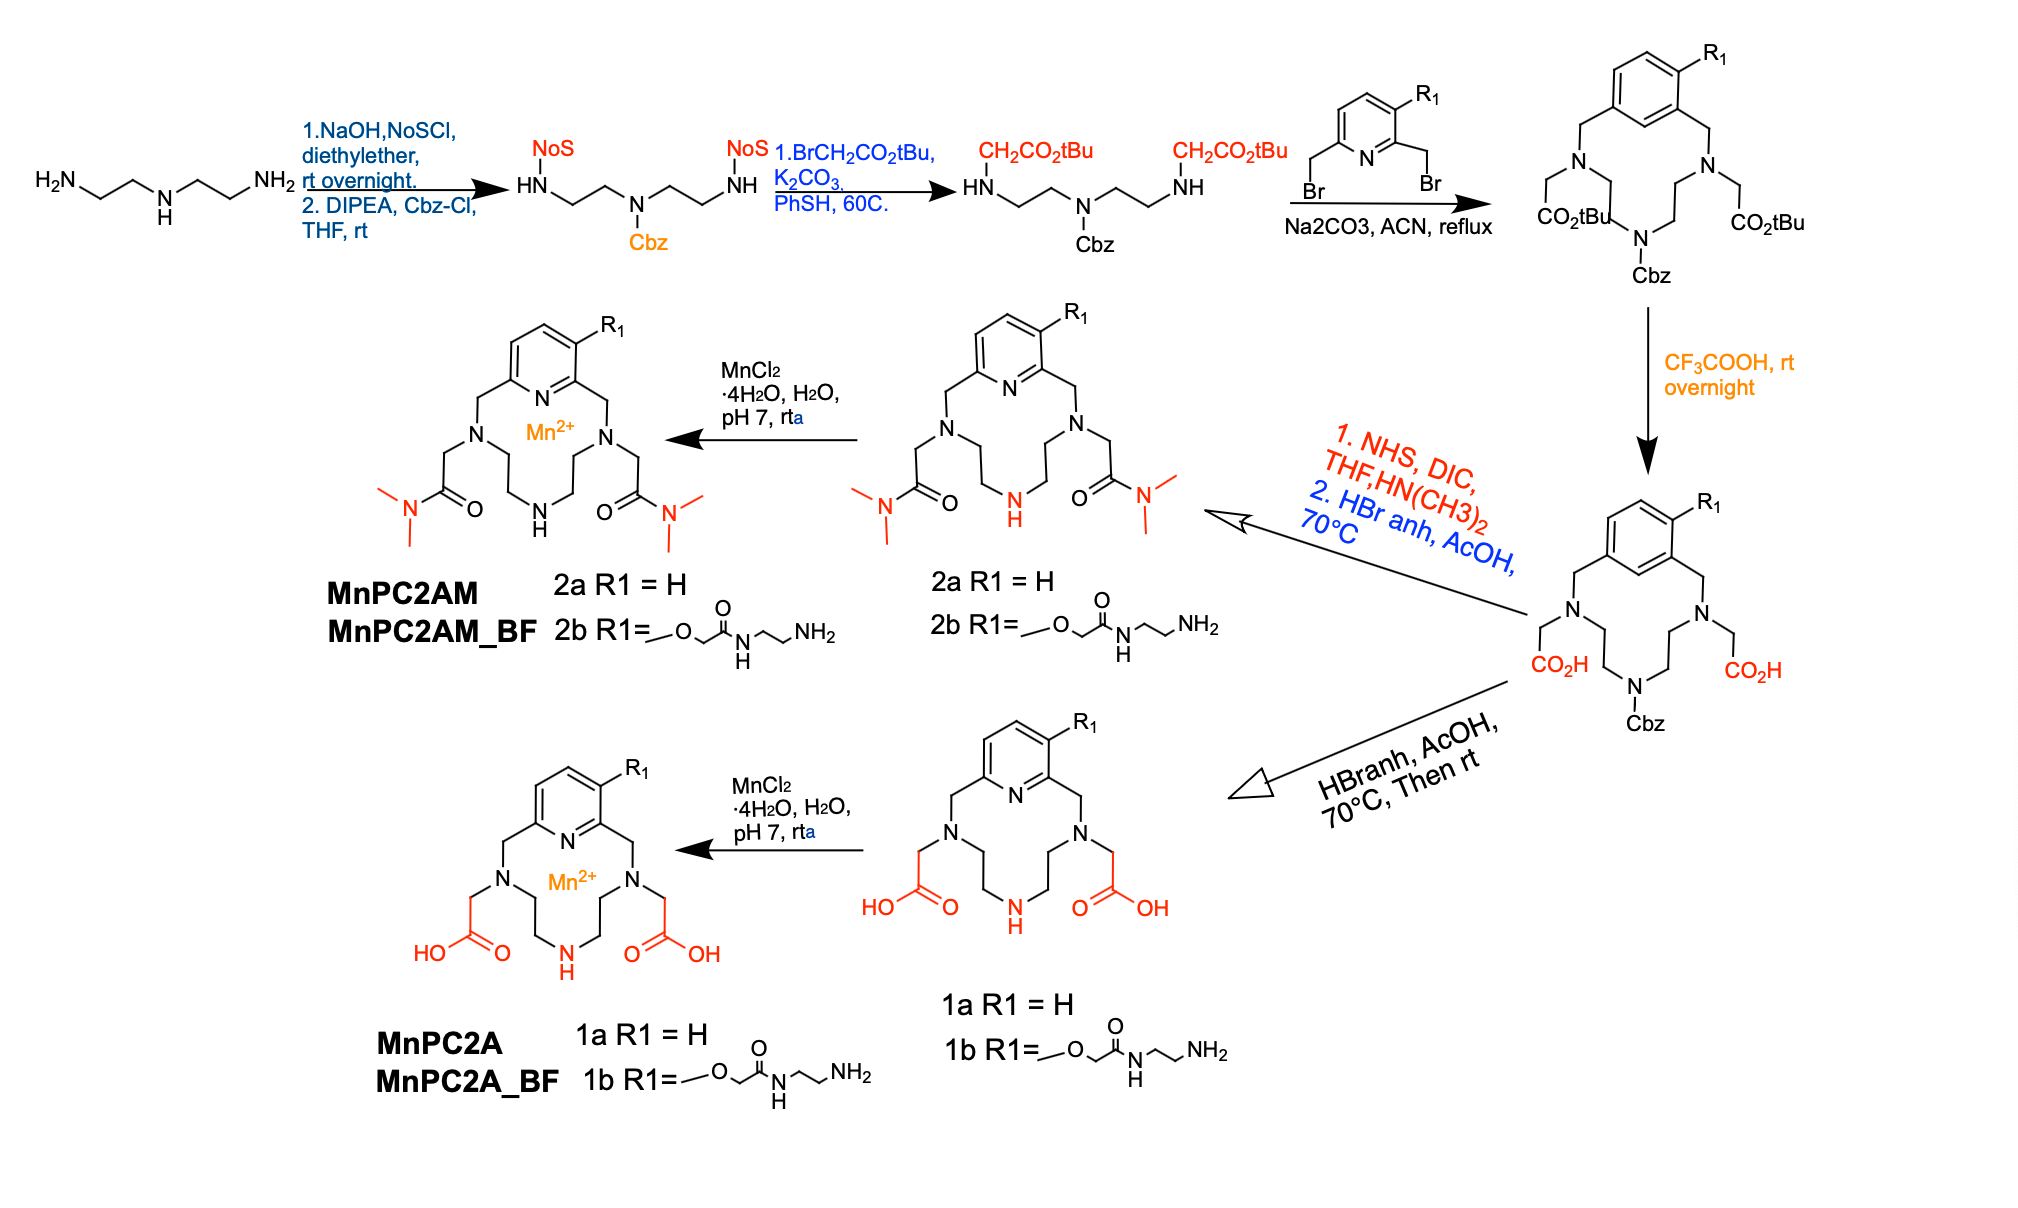 H2N
N
H
NH2
1.NaOH,NoSCl,
diethylether,
rt overnight.
2. DIPEA, Cbz-Cl,
THF, rt
NoS
HN
N
Cbz
NoS
NH
1.BrCH2CO2tBu,
K2CO3,
PhSH, 60C.
CH2CO2tBu
HN
N
Cbz
CH2CO2tBu
NH
R1
N
Br
Br
Na2CO3, ACN, reflux
R1
N
N
CO2tBu
CO2tBu
N
Cbz
CF3COOH, rt
overnight
R1
N
N
CO2H
CO2H
N
Cbz
1. NHS, DIC,
THF,HN(CH3)2
2. HBr anh, AcOH,
70°C
R1
N
N
N
O
O
N
N
N
H
2a R1 = H
2b R1=
O
O
N
H
NH2
MnCl2
·4H2O, H2O,
pH 7, rta
R1
N
Mn2+
N
N
O
O
N
N
N
H
MnPC2AM
2a R1 = H
MnPC2AM_BF
2b R1=
O
O
N
H
NH2
HBranh, AcOH,
70°C, Then rt
R1
N
N
N
HO
O
O
OH
N
H
1a R1 = H
1b R1=
O
O
N
H
NH2
MnCl2
·4H2O, H2O,
pH 7, rta
R1
N
Mn2+
N
N
HO
O
O
OH
N
H
MnPC2A
1a R1 = H
MnPC2A_BF
1b R1=
O
O
N
H
NH2